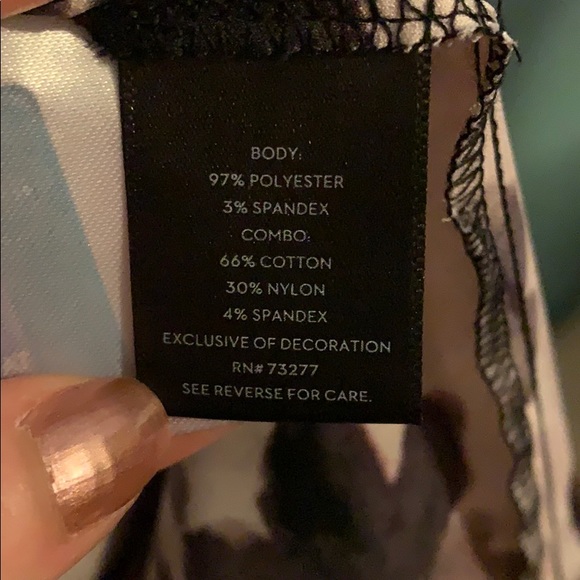 BODY:
97% POLYESTER
3% SPANDEX
COMBO:
66% COTTON
30% NYLON
4% SPANDEX
EXCLUSIVE OF DECORATION
RN# 73277
SEE REVERSE FOR CARE.